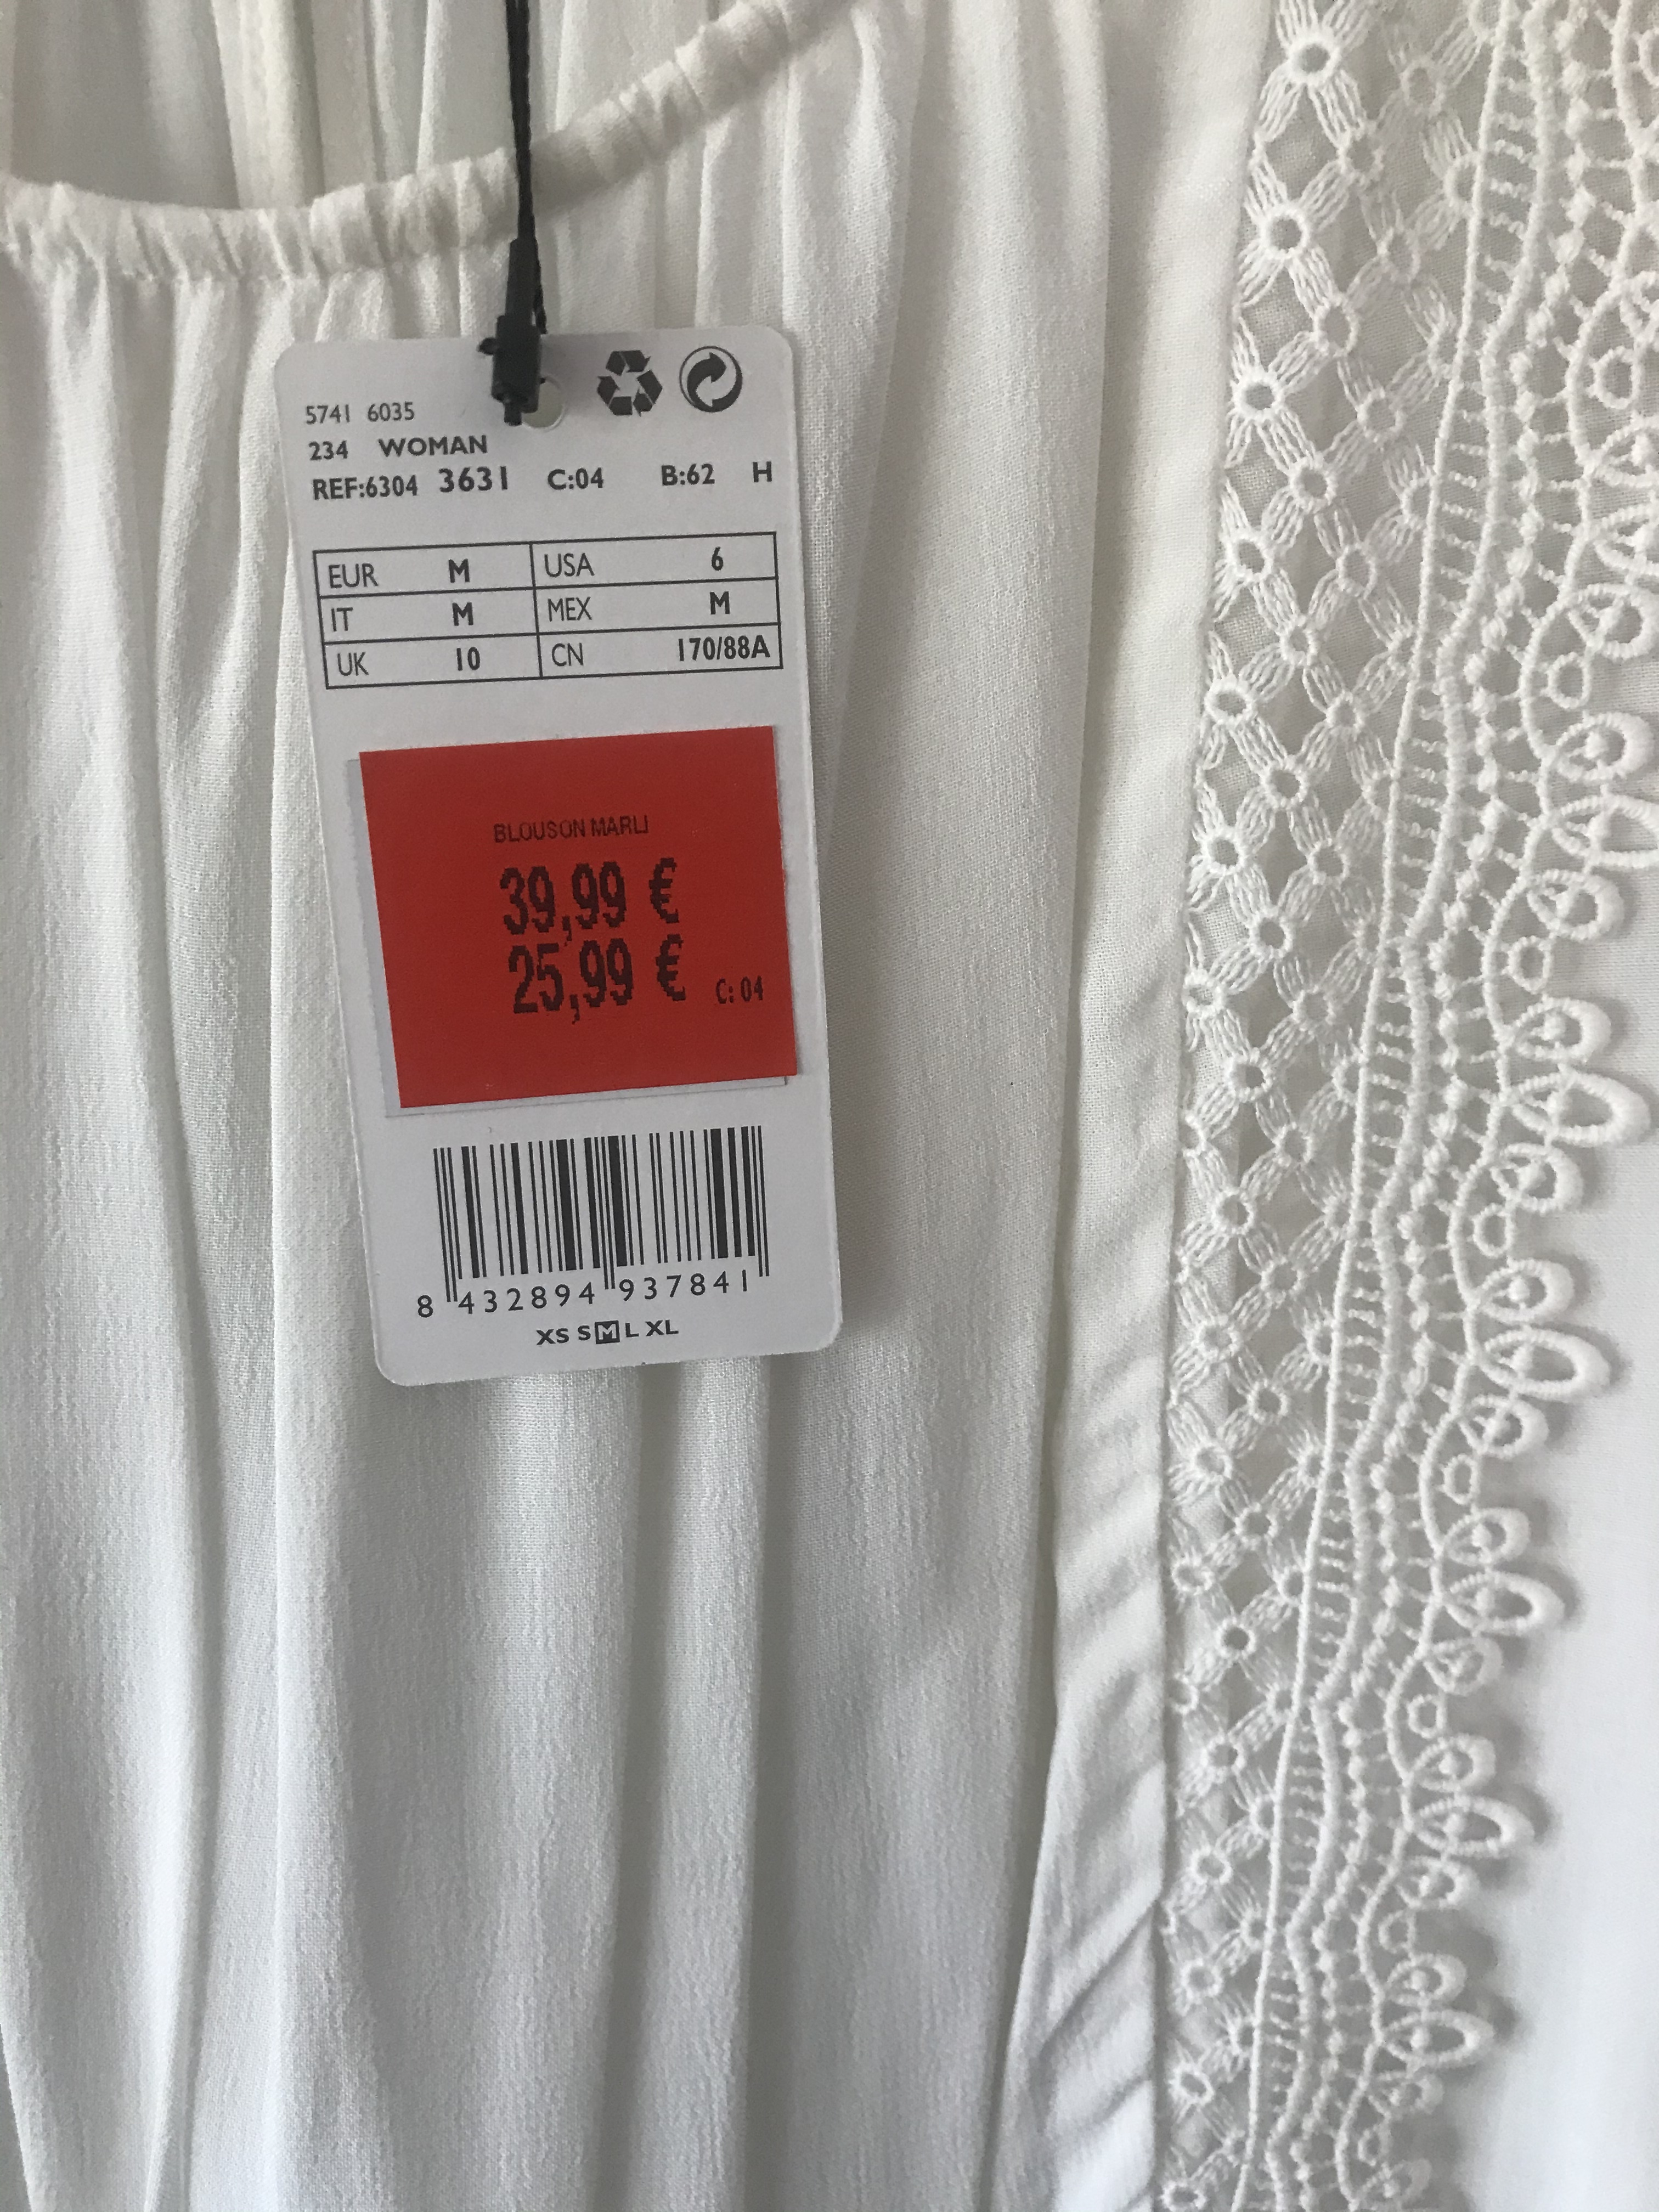 5741 6035
234 WOMAN
REF:6304 3631 C:04 B:62 H
EUR M USA 6
IT M MEX M
UK 10 CN 170/88A
BLOUSON MARLI
39,99 €
25,99 € C: 04
8 432894 937841
XS S M L XL